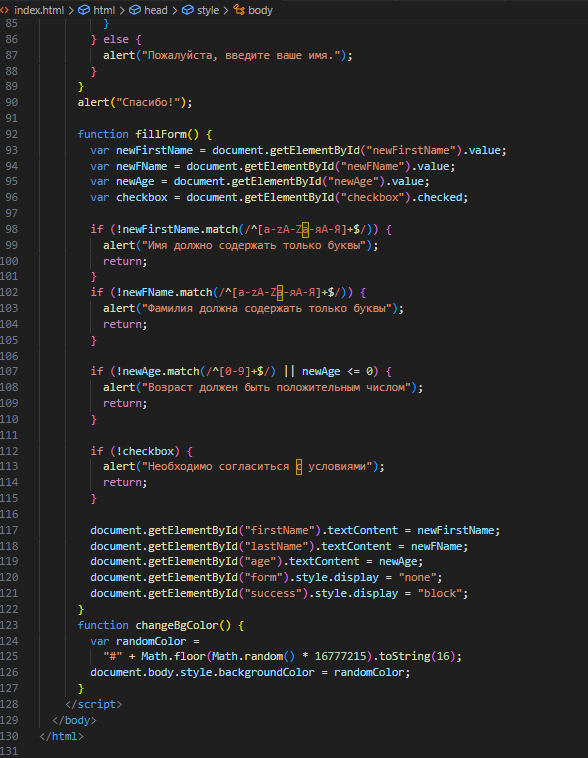 index.html > html > head > style > body
85 }
86 } else {
87 alert("Пожалуйста, введите ваше имя.");
88 }
89 }
90 alert("Спасибо!");
91
92 function fillForm() {
93 var newFirstName = document.getElementById("newFirstName").value;
94 var newFName = document.getElementById("newFName").value;
95 var newAge = document.getElementById("newAge").value;
96 var checkbox = document.getElementById("checkbox").checked;
97
98 if (!newFirstName.match(/^[a-zA-Zа-яА-Я]+$/)) {
99 alert("Имя должно содержать только буквы");
100 return;
101 }
102 if (!newFName.match(/^[a-zA-Zа-яА-Я]+$/)) {
103 alert("Фамилия должна содержать только буквы");
104 return;
105 }
106
107 if (!newAge.match(/^[0-9]+$/) || newAge <= 0) {
108 alert("Возраст должен быть положительным числом");
109 return;
110 }
111
112 if (!checkbox) {
113 alert("Необходимо согласиться с условиями");
114 return;
115 }
116
117 document.getElementById("firstName").textContent = newFirstName;
118 document.getElementById("lastName").textContent = newFName;
119 document.getElementById("age").textContent = newAge;
120 document.getElementById("form").style.display = "none";
121 document.getElementById("success").style.display = "block";
122 }
123 function changeBgColor() {
124 var randomColor =
125 "#" + Math.floor(Math.random() * 16777215).toString(16);
126 document.body.style.backgroundColor = randomColor;
127 }
128 </script>
129 </body>
130 </html>
131